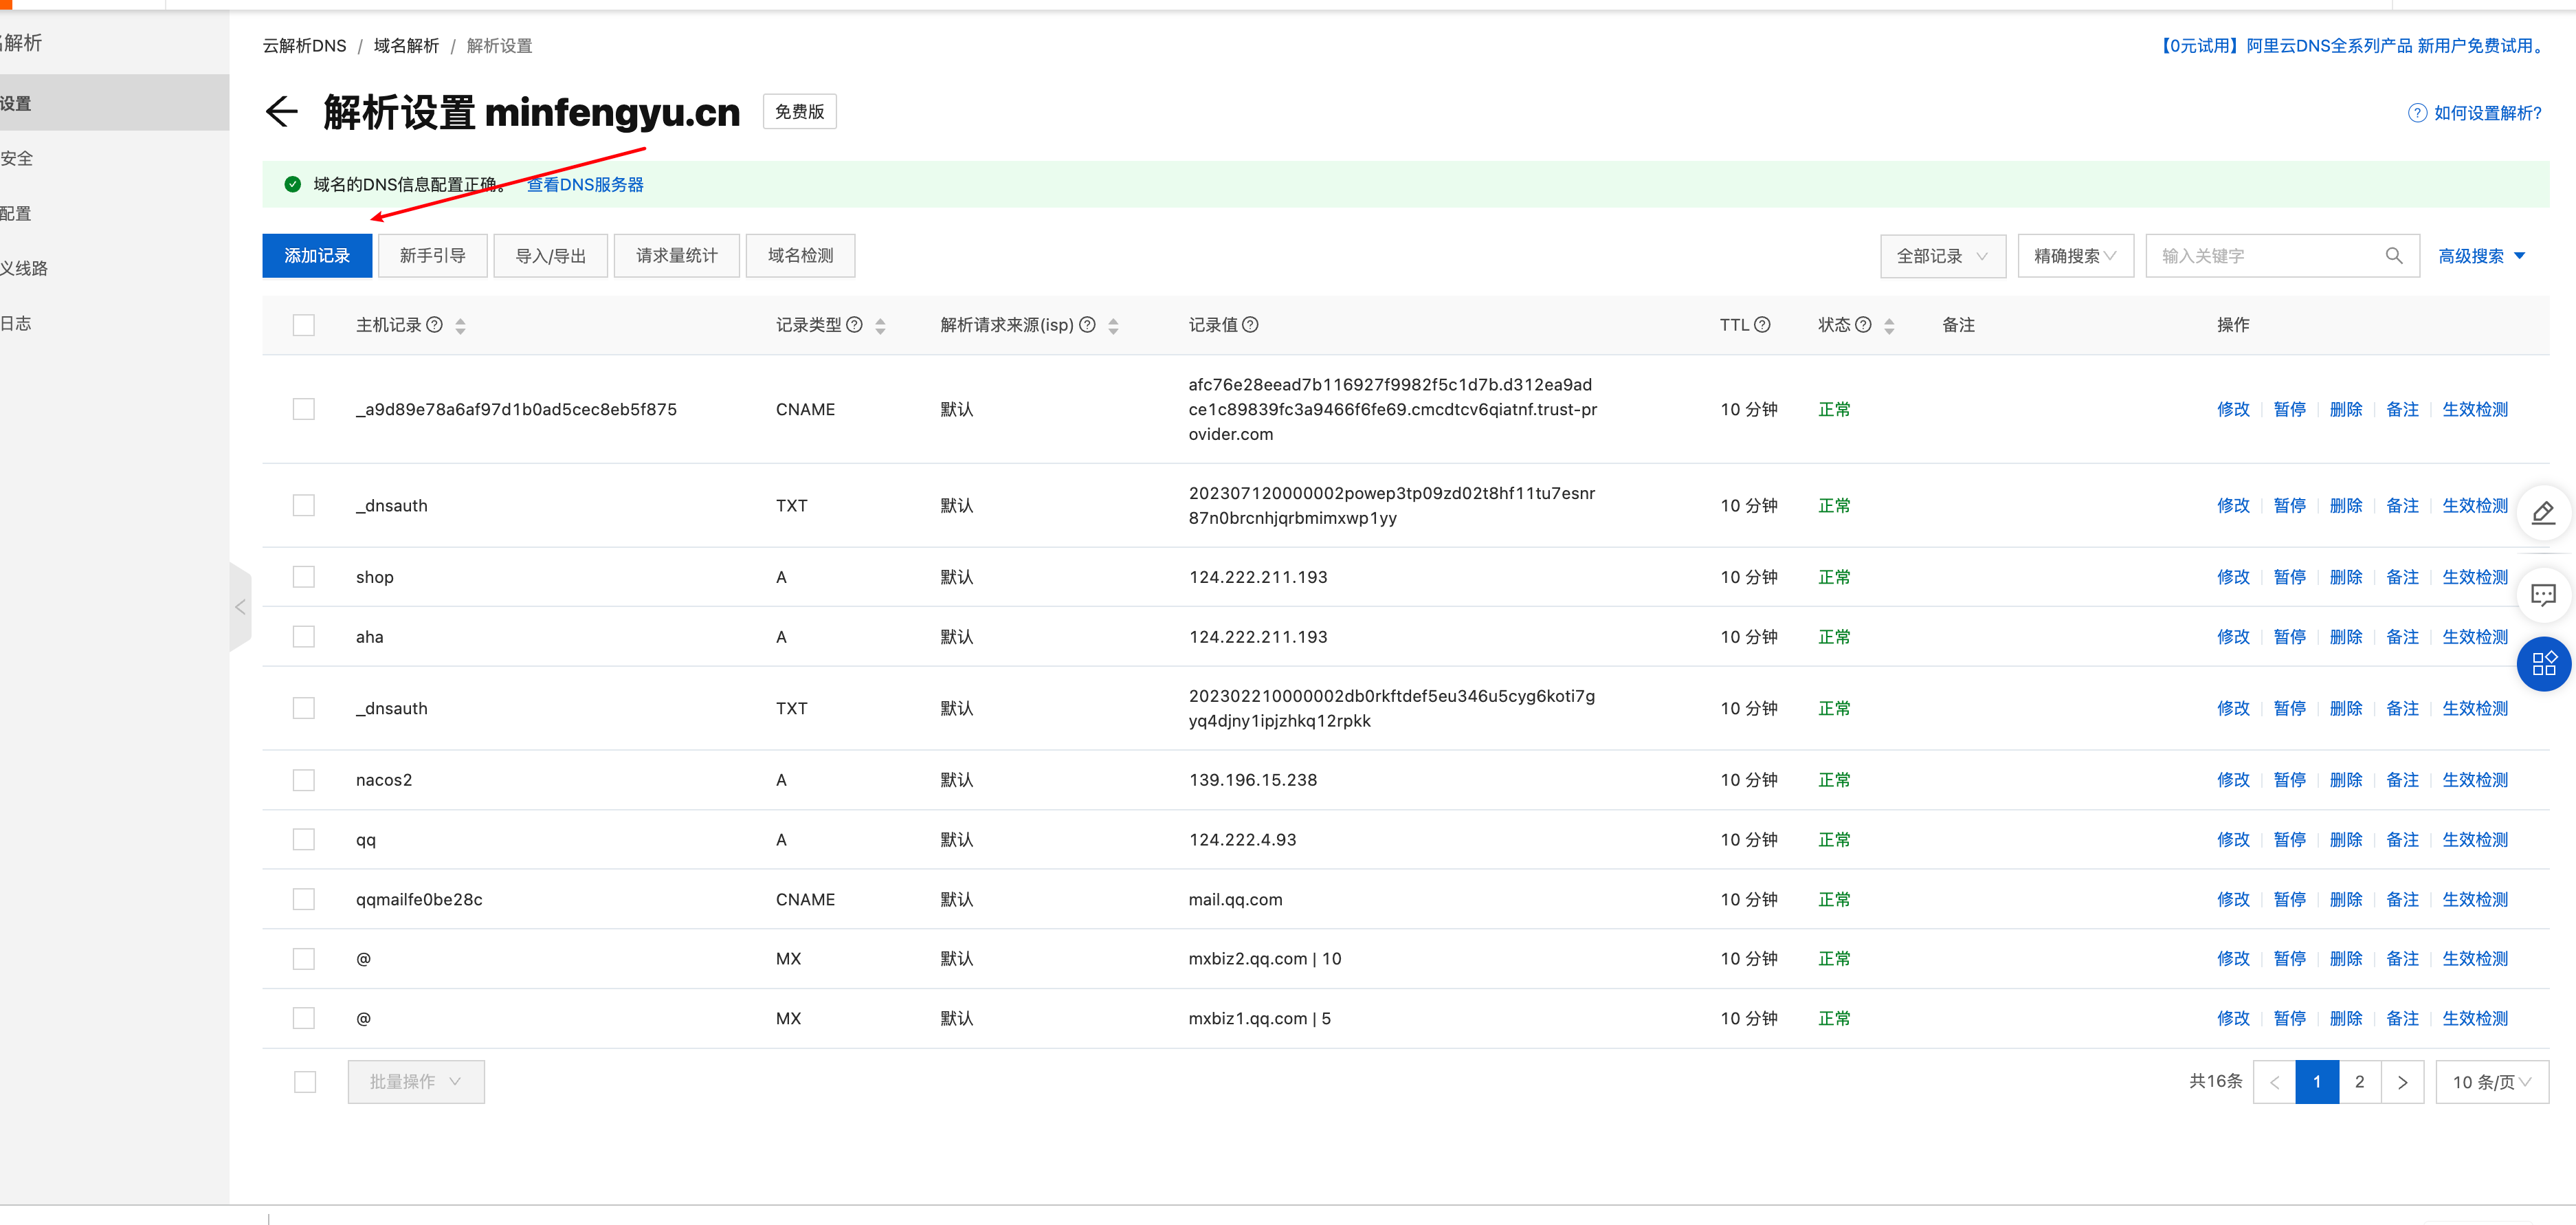 名解析
设置
安全
配置
义线路
日志
云解析DNS / 域名解析 / 解析设置
【0元试用】阿里云DNS全系列产品 新用户免费试用。
解析设置 minfengyu.cn 免费版
如何设置解析?
域名的DNS信息配置正确。 查看DNS服务器
添加记录 新手引导 导入/导出 请求量统计 域名检测 全部记录 精确搜索 输入关键字 高级搜索
主机记录 记录类型 解析请求来源(isp) 记录值 TTL 状态 备注 操作
afc76e28eead7b116927f9982f5c1d7b.d312ea9ad
_a9d89e78a6af97d1b0ad5cec8eb5f875 CNAME 默认 ce1c89839fc3a9466f6fe69.cmcdtcv6qiatnf.trust-pr 10 分钟 正常 修改 暂停 删除 备注 生效检测
ovider.com
202307120000002powep3tp09zd02t8hf11tu7esnr
_dnsauth TXT 默认 87n0brcnhjqrbmimxwp1yy 10 分钟 正常 修改 暂停 删除 备注 生效检测
shop A 默认 124.222.211.193 10 分钟 正常 修改 暂停 删除 备注 生效检测
aha A 默认 124.222.211.193 10 分钟 正常 修改 暂停 删除 备注 生效检测
202302210000002db0rkftdef5eu346u5cyg6koti7g
_dnsauth TXT 默认 yq4djny1ipjzhkq12rpkk 10 分钟 正常 修改 暂停 删除 备注 生效检测
nacos2 A 默认 139.196.15.238 10 分钟 正常 修改 暂停 删除 备注 生效检测
qq A 默认 124.222.4.93 10 分钟 正常 修改 暂停 删除 备注 生效检测
qqmailfe0be28c CNAME 默认 mail.qq.com 10 分钟 正常 修改 暂停 删除 备注 生效检测
@ MX 默认 mxbiz2.qq.com | 10 10 分钟 正常 修改 暂停 删除 备注 生效检测
@ MX 默认 mxbiz1.qq.com | 5 10 分钟 正常 修改 暂停 删除 备注 生效检测
批量操作 共16条 < 1 2 > 10 条/页